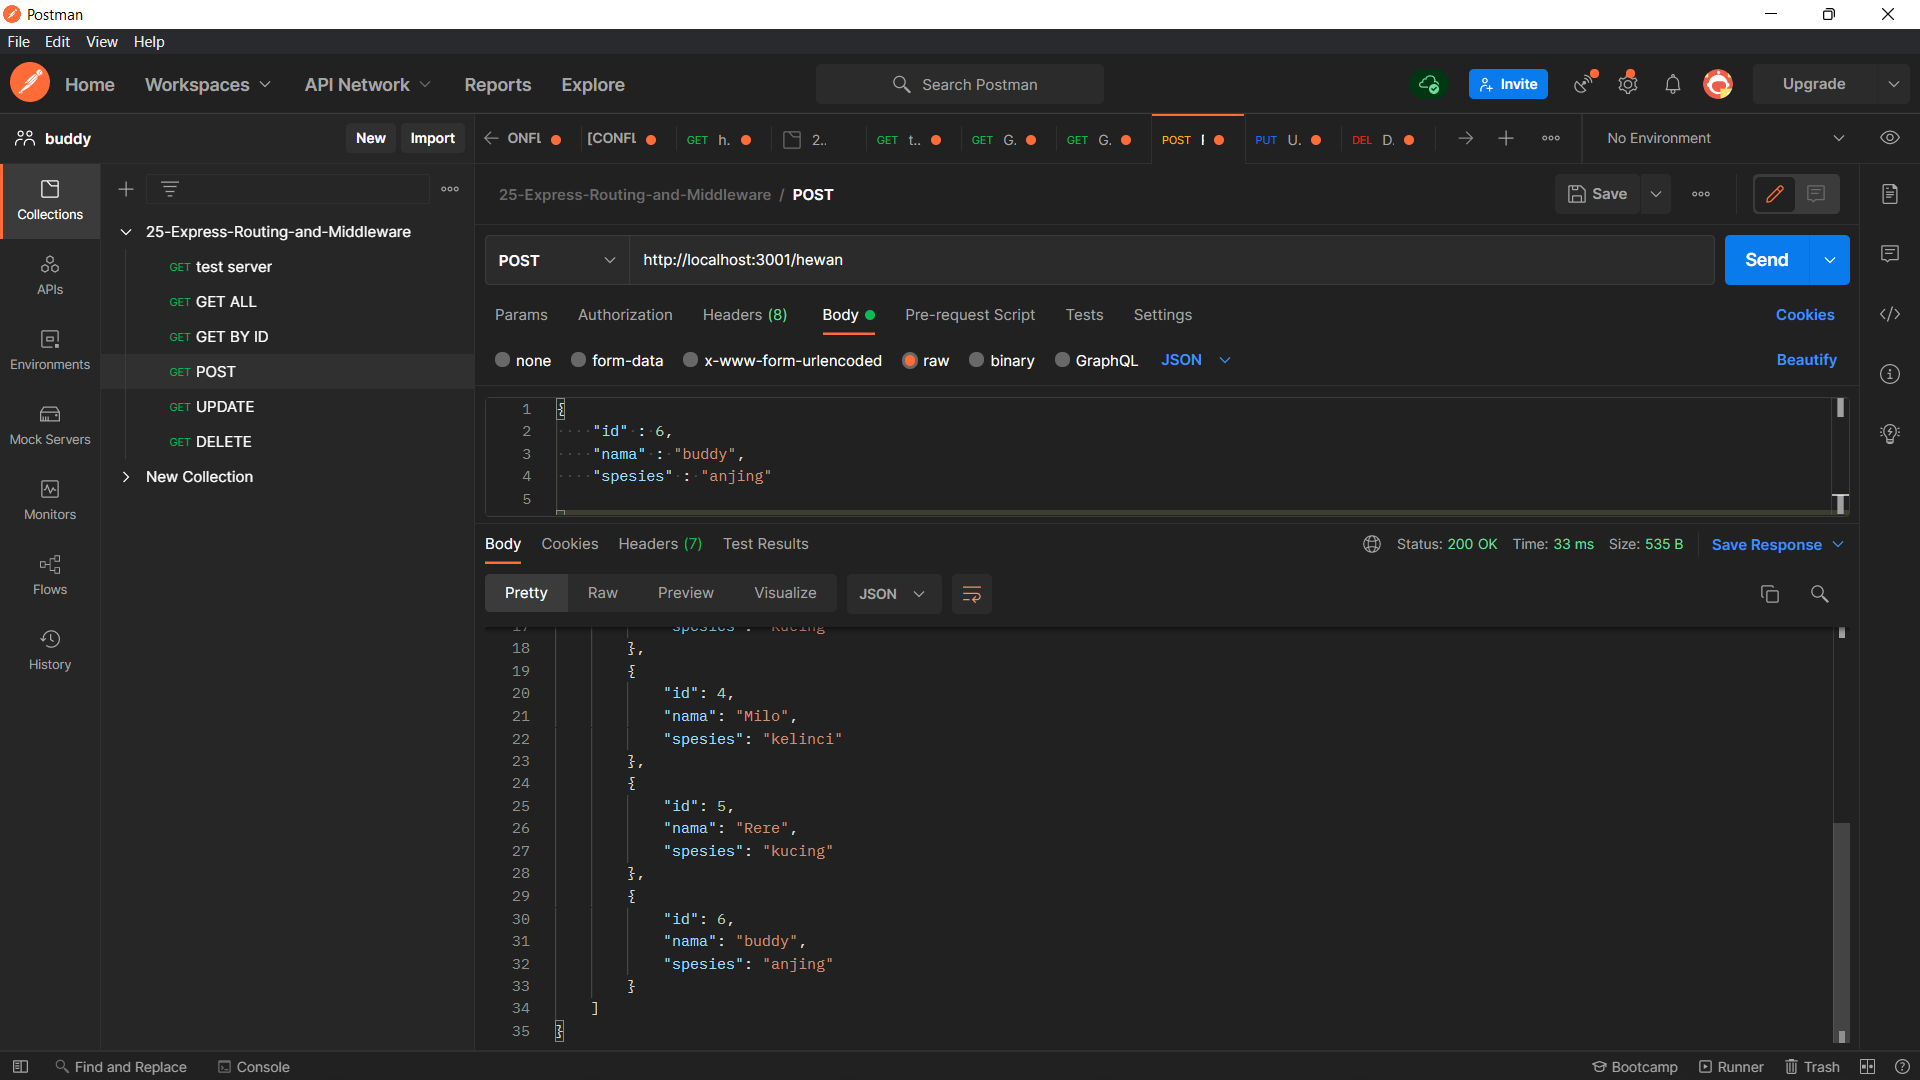 Postman
File Edit View Help
Home Workspaces API Network Reports Explore Search Postman Invite Upgrade
buddy New Import ONFL [CONFL GET h. 2.. GET t.. GET G. GET G. POST PUT U. DEL D. No Environment
Collections
APIs
Environments
Mock Servers
Monitors
Flows
History
25-Express-Routing-and-Middleware
GET test server
GET GET ALL
GET GET BY ID
GET POST
GET UPDATE
GET DELETE
New Collection
25-Express-Routing-and-Middleware / POST Save
POST http://localhost:3001/hewan Send
Params Authorization Headers (8) Body Pre-request Script Tests Settings Cookies
none form-data x-www-form-urlencoded raw binary GraphQL JSON Beautify
1 {
2 "id" : 6,
3 "nama" : "buddy",
4 "spesies" : "anjing"
5
Body Cookies Headers (7) Test Results Status: 200 OK Time: 33 ms Size: 535 B Save Response
Pretty Raw Preview Visualize JSON
17 "spesies": "kucing"
18 },
19 {
20 "id": 4,
21 "nama": "Milo",
22 "spesies": "kelinci"
23 },
24 {
25 "id": 5,
26 "nama": "Rere",
27 "spesies": "kucing"
28 },
29 {
30 "id": 6,
31 "nama": "buddy",
32 "spesies": "anjing"
33 }
34 ]
35 }
Find and Replace Console Bootcamp Runner Trash